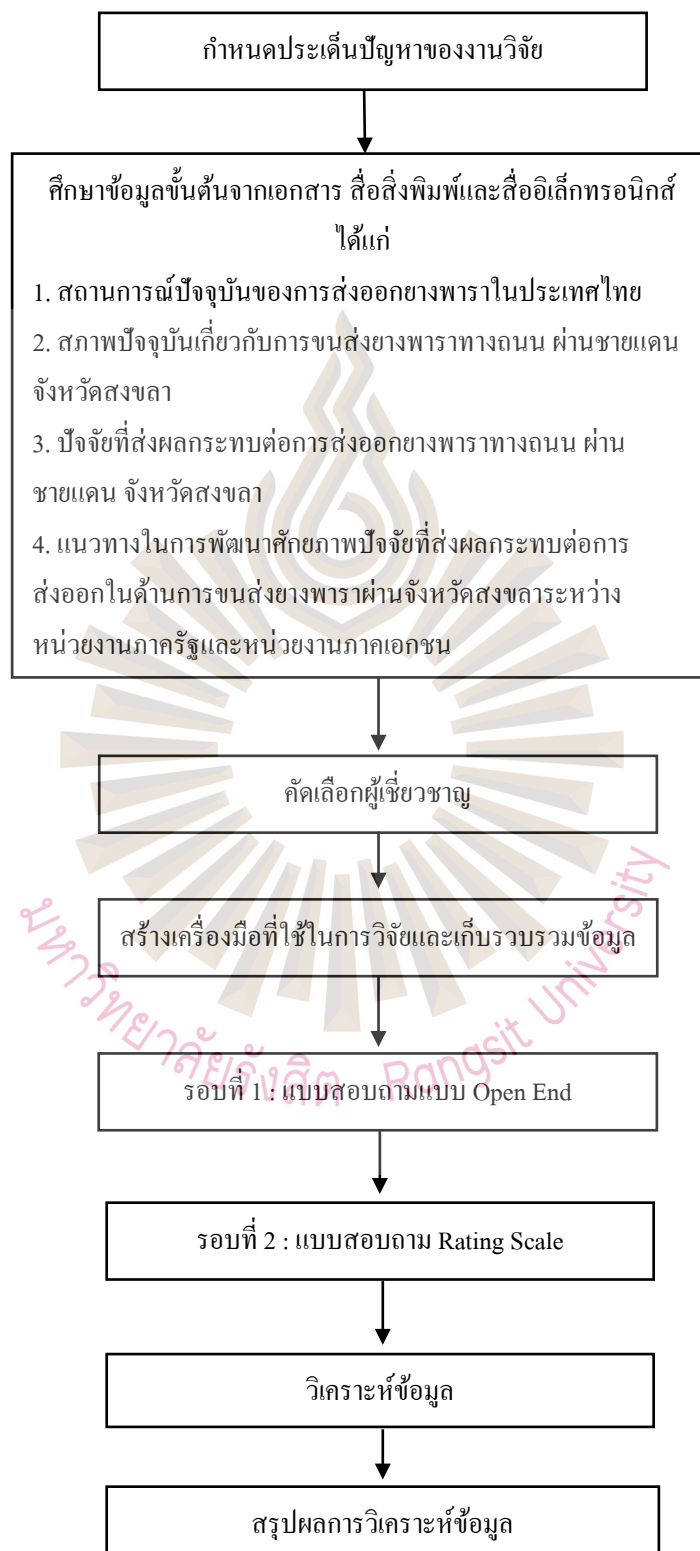 กำหนดประเด็นปัญหาของงานวิจัย
ศึกษาข้อมูลขั้นต้นจากเอกสาร สื่อสิ่งพิมพ์และสื่ออิเล็กทรอนิกส์
ได้แก่
1. สถานการณ์ปัจจุบันของการส่งออกยางพาราในประเทศไทย
2. สภาพปัจจุบันเกี่ยวกับการขนส่งยางพาราทางถนน ผ่านชายแดน
จังหวัดสงขลา
3. ปัจจัยที่ส่งผลกระทบต่อการส่งออกยางพาราทางถนน ผ่าน
ชายแดน จังหวัดสงขลา
4. แนวทางในการพัฒนาศักยภาพปัจจัยที่ส่งผลกระทบต่อการ
ส่งออกในด้านการขนส่งยางพาราผ่านจังหวัดสงขลาระหว่าง
หน่วยงานภาครัฐและหน่วยงานภาคเอกชน
คัดเลือกผู้เชี่ยวชาญ
สร้างเครื่องมือที่ใช้ในการวิจัยและเก็บรวบรวมข้อมูล
มหาวิทยาลัยรังสิต Rangsit University
รอบที่ 1 : แบบสอบถามแบบ Open End
รอบที่ 2 : แบบสอบถาม Rating Scale
วิเคราะห์ข้อมูล
สรุปผลการวิเคราะห์ข้อมูล